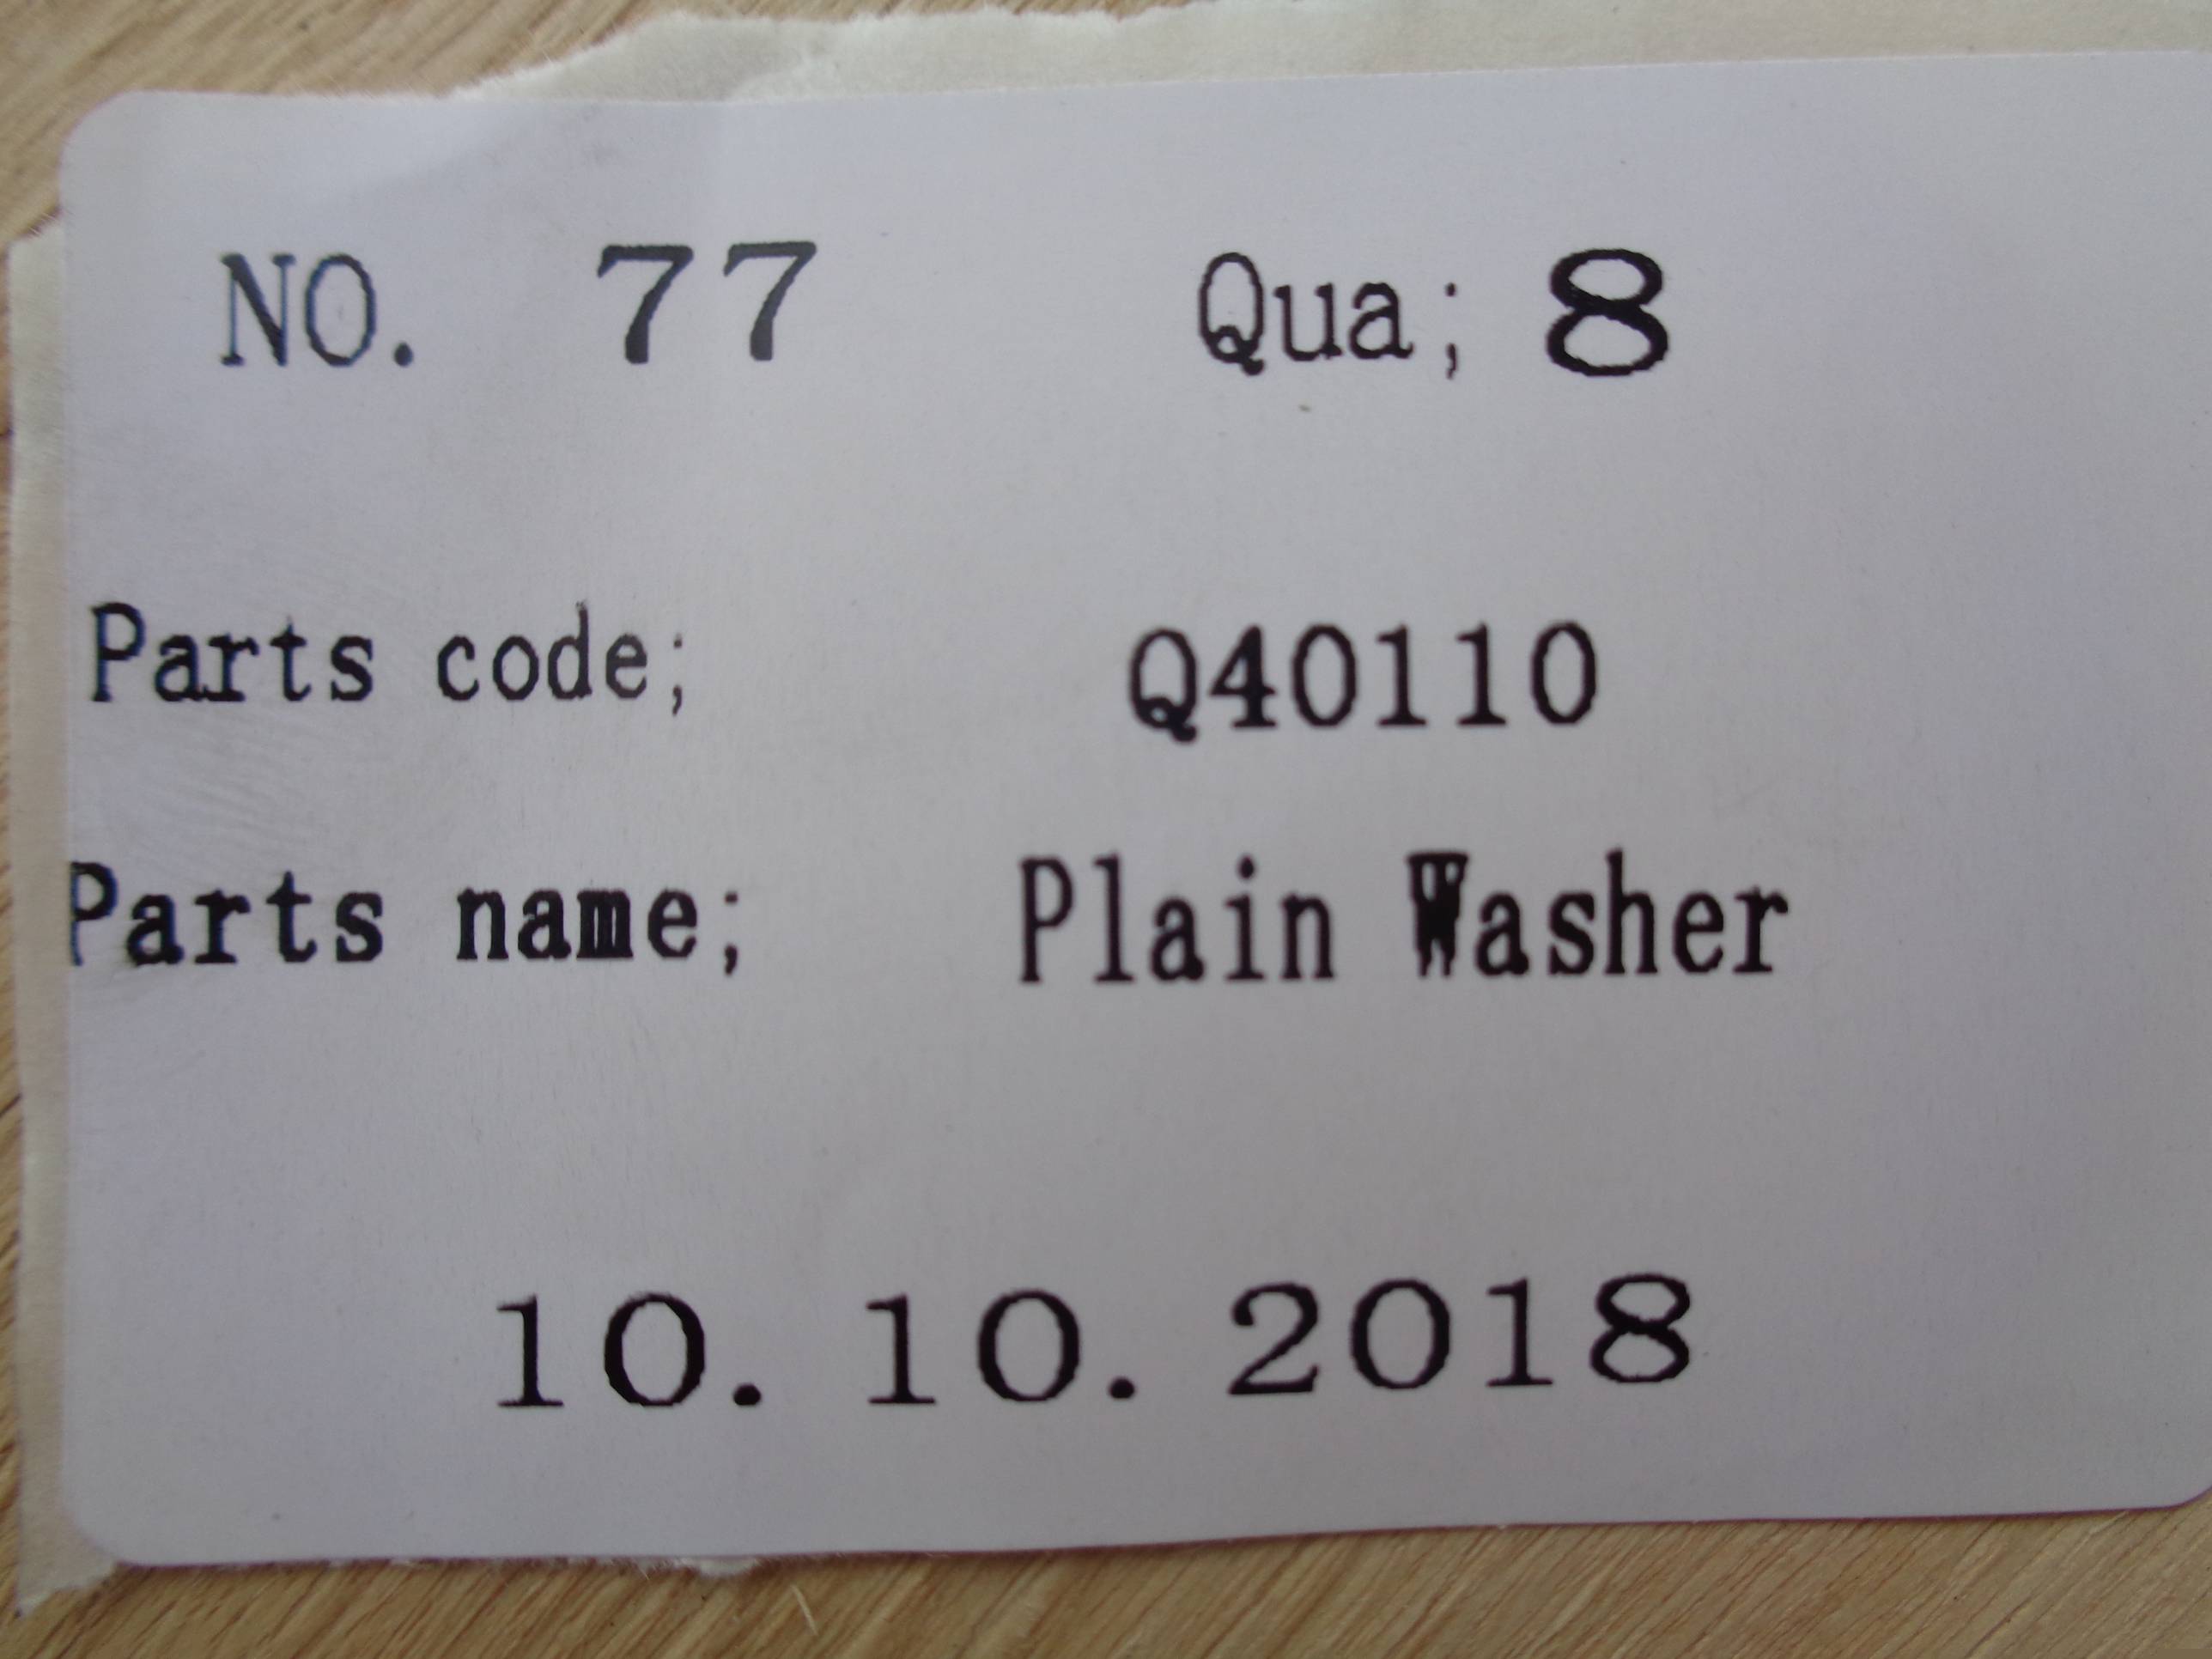 NO. 77 Qua; 8
Parts code; Q40110
Parts name; Plain Washer
10.10.2018